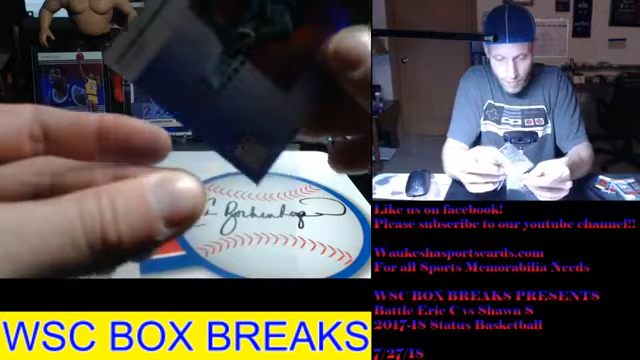 Like us on facebook!
Please subscribe to our youtube channel!!
Waukeshasportscards.com
For all Sports Memorabilia Needs
WSC BOX BREAKS PRESENTS
Battle Eric C vs Shawn S
2017-18 Status Basketball
7/27/18
WSC BOX BREAKS